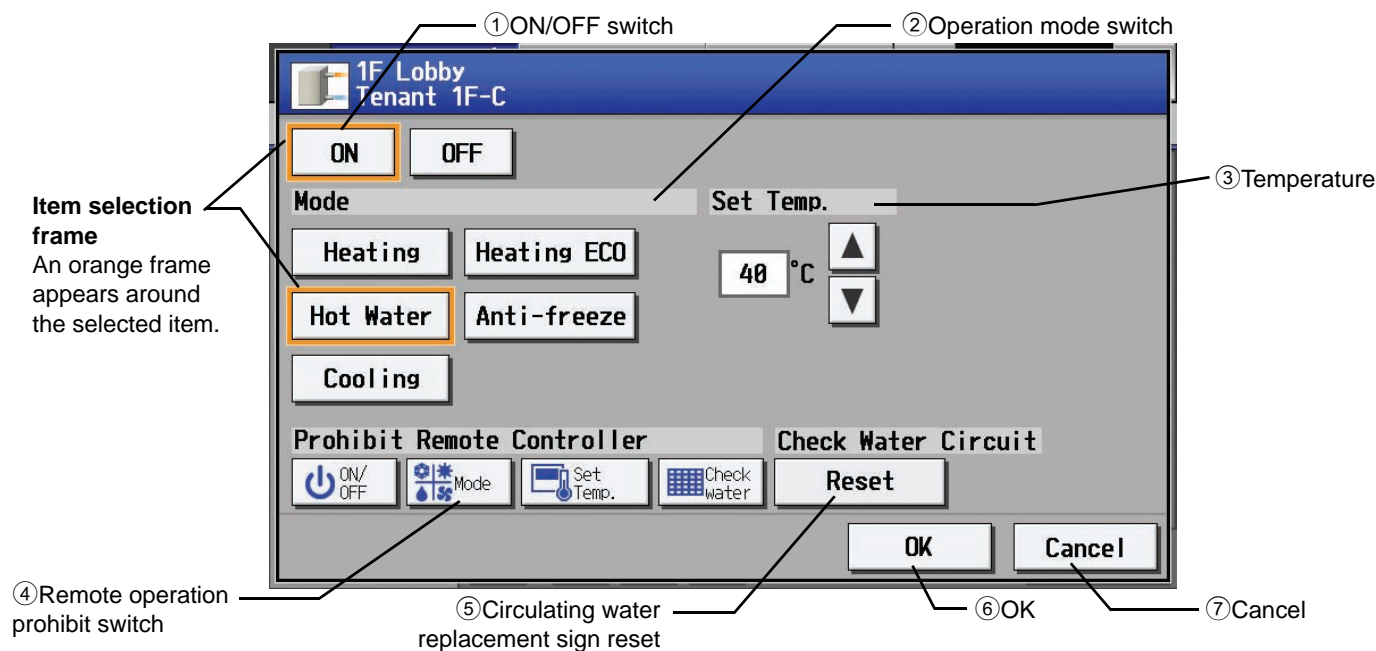 ①ON/OFF switch
②Operation mode switch
1F Lobby
Tenant 1F-C
ON
OFF
③Temperature
Item selection
frame
An orange frame
appears around
the selected item.
Mode
Set Temp.
Heating
Heating ECO
40 °C
Hot Water
Anti-freeze
Cooling
Prohibit Remote Controller
Check Water Circuit
ON/
OFF
Mode
Set
Temp.
Check
water
Reset
OK
Cancel
④Remote operation
prohibit switch
⑤Circulating water
replacement sign reset
⑥OK
⑦Cancel